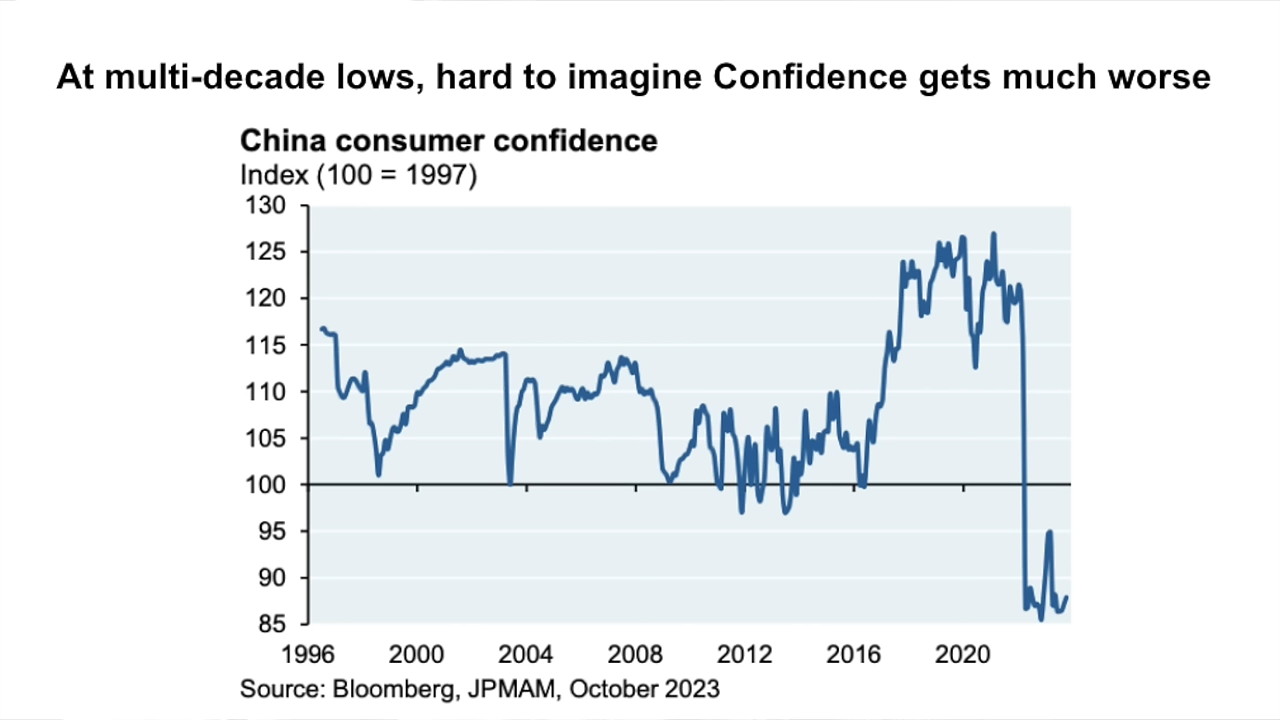 At multi-decade lows, hard to imagine Confidence gets much worse
China consumer confidence
Index (100 = 1997)
130
125
120
115
110
105
100
95
90
85
1996 2000 2004 2008 2012 2016 2020
Source: Bloomberg, JPMAM, October 2023